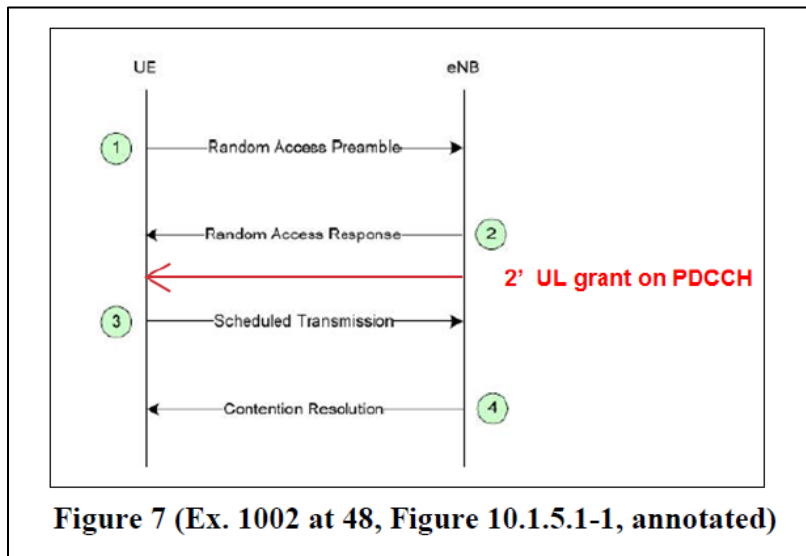 UE eNB
1 Random Access Preamble
Random Access Response 2
2’ UL grant on PDCCH
3 Scheduled Transmission
Contention Resolution 4
Figure 7 (Ex. 1002 at 48, Figure 10.1.5.1-1, annotated)